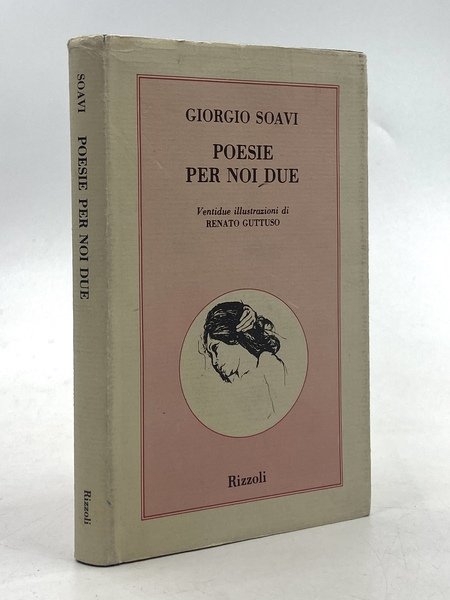 SOAVI POESIE PER NOI DUE Rizzoli
GIORGIO SOAVI
POESIE
PER NOI DUE
Ventidue illustrazioni di
RENATO GUTTUSO
Rizzoli